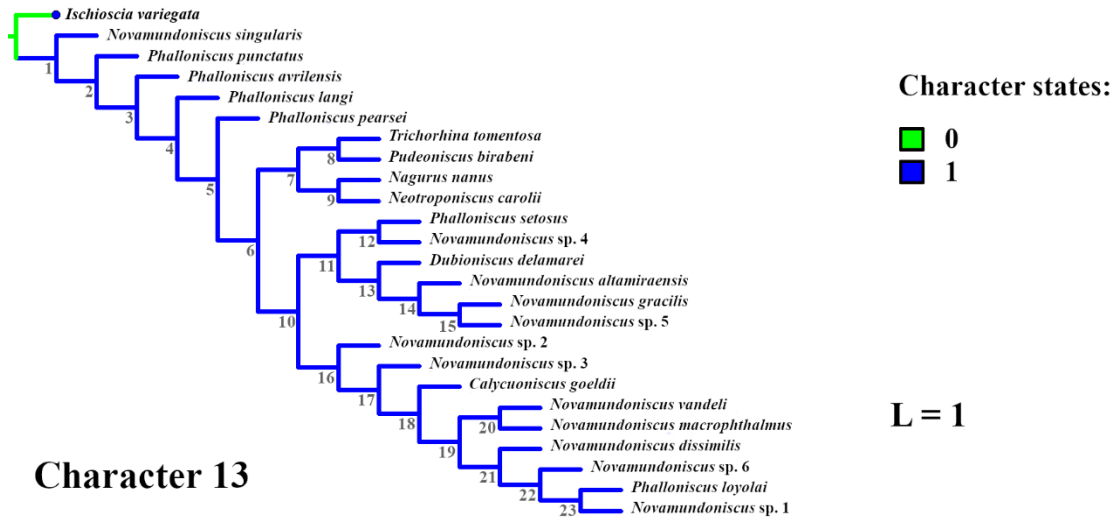 Ischioscia variegata
Novamundoniscus singularis
1
Phalloniscus punctatus
2
Phalloniscus avrilensis
3
Phalloniscus langi
4
Phalloniscus pearsei
5
Trichorhina tomentosa
8
Pudeoniscus birabeni
7
Nagurus nanus
9
Neotroponiscus carolii
Phalloniscus setosus
12
Novamundoniscus sp. 4
6
11
Dubioniscus delamarei
13
Novamundoniscus altamiraensis
14
Novamundoniscus gracilis
15
Novamundoniscus sp. 5
10
Novamundoniscus sp. 2
16
Novamundoniscus sp. 3
17
Calycuoniscus goeldii
18
Novamundoniscus vandeli
20
Novamundoniscus macrophthalmus
19
Novamundoniscus dissimilis
21
Novamundoniscus sp. 6
22
Phalloniscus loyolai
23
Novamundoniscus sp. 1
Character states:
0
1
L = 1
Character 13